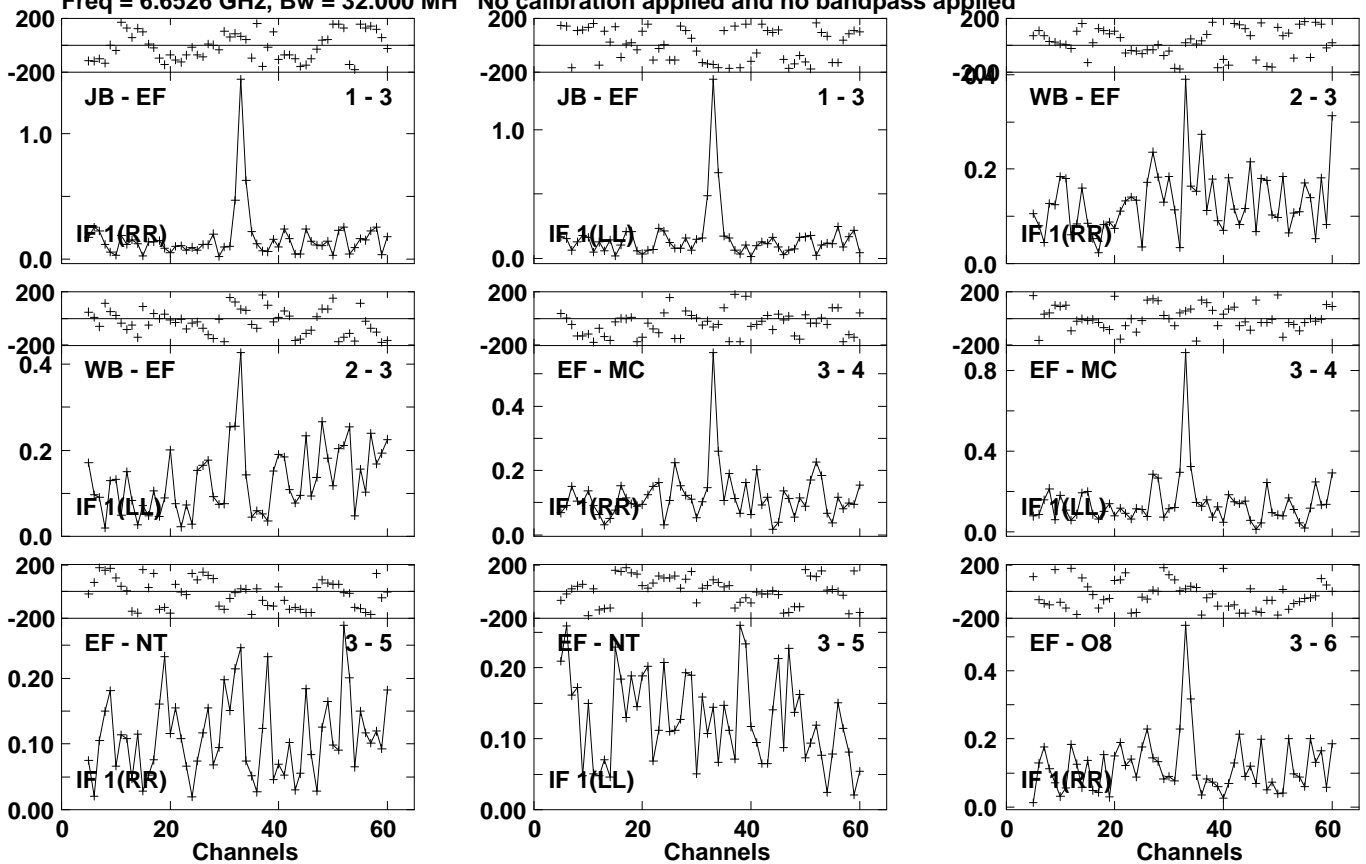 Freq = 6.6526 GHz, Bw = 32.000 MH   No calibration applied and no bandpass applied
200
-200
JB - EF 1 - 3
1.0
IF 1(RR)
0.0
200
-200
JB - EF 1 - 3
1.0
IF 1(LL)
0.0
200
-200
0.4
WB - EF 2 - 3
0.2
IF 1(RR)
0.0
200
-200
0.4
WB - EF 2 - 3
0.2
IF 1(LL)
0.0
200
-200
EF - MC 3 - 4
0.4
0.2
IF 1(RR)
0.0
200
-200
EF - MC 3 - 4
0.8
0.4
IF 1(LL)
0.0
200
-200
EF - NT 3 - 5
0.20
0.10
IF 1(RR)
0.00
0 20 40 60
Channels
200
-200
EF - NT 3 - 5
0.20
0.10
IF 1(LL)
0.00
0 20 40 60
Channels
200
-200
EF - O8 3 - 6
0.4
0.2
IF 1(RR)
0.0
0 20 40 60
Channels